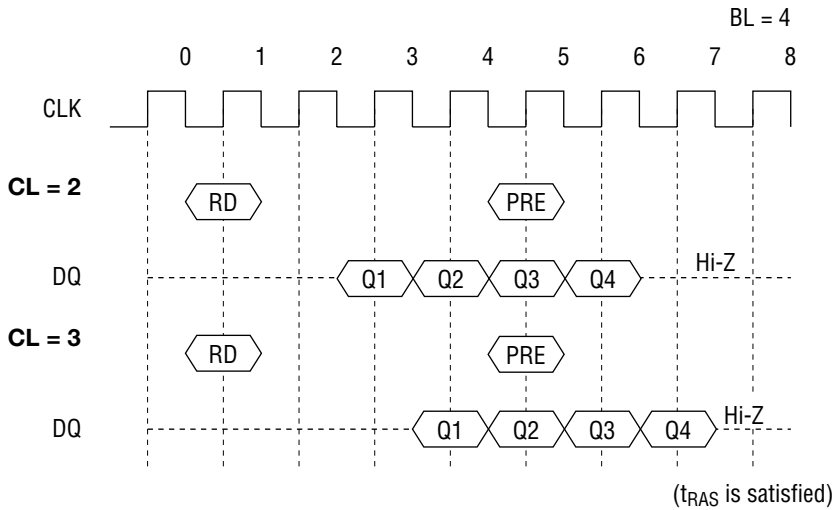 BL = 4
0 1 2 3 4 5 6 7 8
CLK
CL = 2
RD PRE
DQ Q1 Q2 Q3 Q4 Hi-Z
CL = 3
RD PRE
DQ Q1 Q2 Q3 Q4 Hi-Z
(tRAS is satisfied)